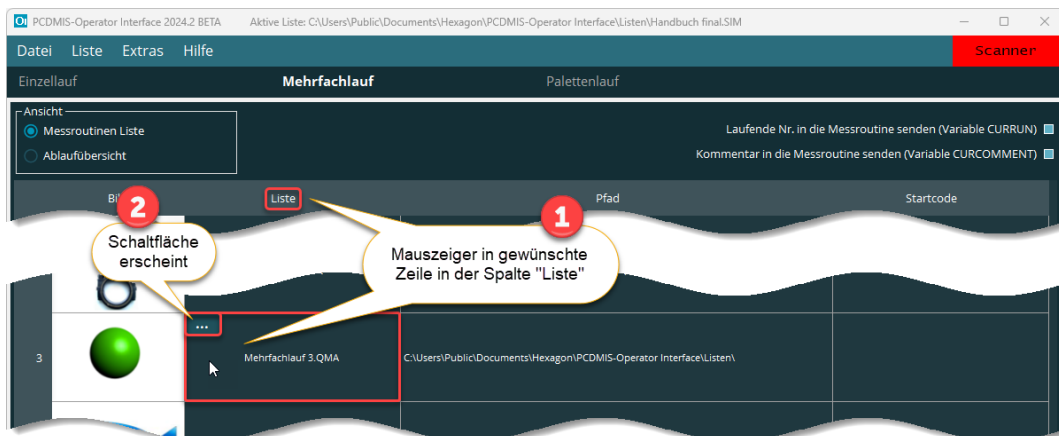 PCDMIS-Operator Interface 2024.2 BETA Aktive Liste: C:\Users\Public\Documents\Hexagon\PCDMIS-Operator Interface\Listen\Handbuch final.SIM
Datei Liste Extras Hilfe Scanner
Einzellauf Mehrfachlauf Palettenlauf
Ansicht
Messroutinen Liste
Ablaufübersicht
Laufende Nr. in die Messroutine senden (Variable CURRUN)
Kommentar in die Messroutine senden (Variable CURCOMMENT)
Liste Pfad Startcode
2
Schaltfläche
erscheint
1
Mauszeiger in gewünschte
Zeile in der Spalte "Liste"
...
3 Mehrfachlauf 3.QMA C:\Users\Public\Documents\Hexagon\PCDMIS-Operator Interface\Listen\